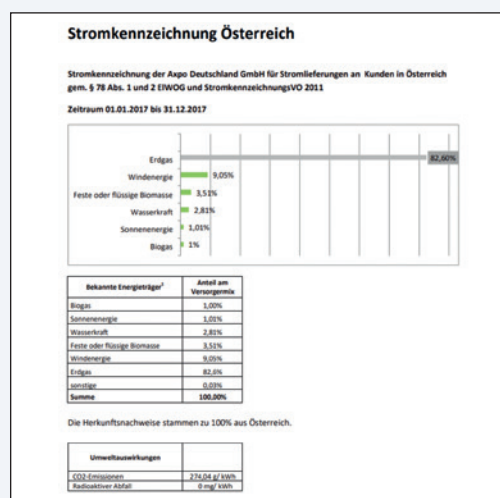 Stromkennzeichnung Österreich
Stromkennzeichnung der Axpo Deutschland GmbH für Stromlieferungen an Kunden in Österreich
gem. § 78 Abs. 1 und 2 ElWOG und StromkennzeichnungsVO 2011
Zeitraum 01.01.2017 bis 31.12.2017
Erdgas 82,60%
Windenergie 9,05%
Feste oder flüssige Biomasse 3,51%
Wasserkraft 2,81%
Sonnenenergie 1,01%
Biogas 1%
Bekannte Energieträger¹ Anteil am
Versorgermix
Biogas 1,00%
Sonnenenergie 1,01%
Wasserkraft 2,81%
Feste oder flüssige Biomasse 3,51%
Windenergie 9,05%
Erdgas 82,6%
sonstige 0,03%
Summe 100,00%
Die Herkunftsnachweise stammen zu 100% aus Österreich.
Umweltauswirkungen
CO2-Emissionen 274,04 g/ kWh
Radioaktiver Abfall 0 mg/ kWh